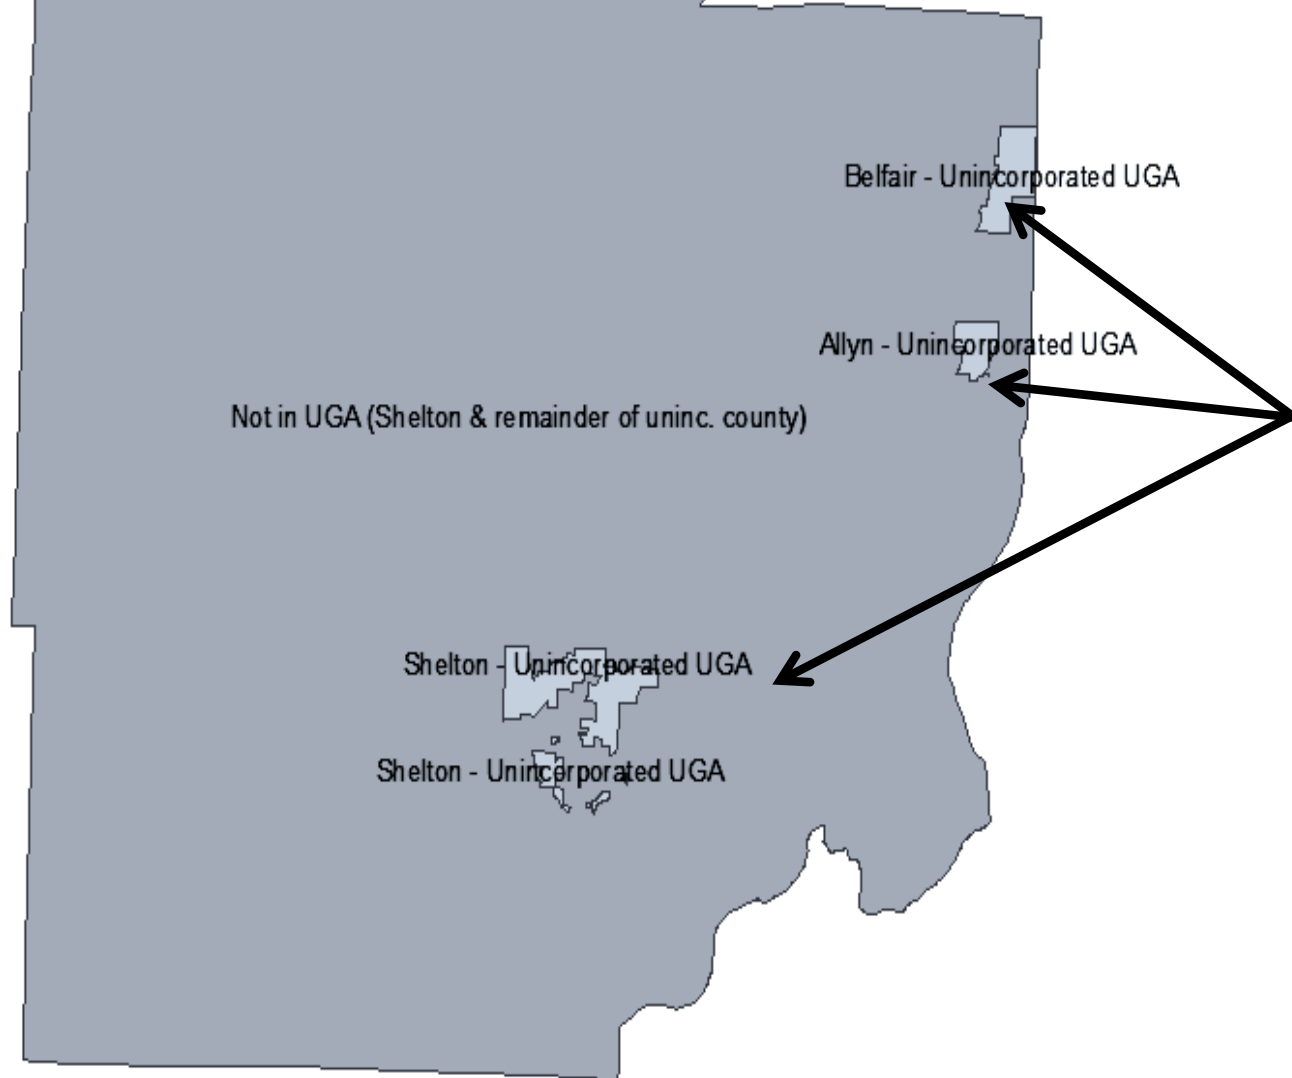 Belfair - Unincorporated UGA
Allyn - Unincorporated UGA
Not in UGA (Shelton & remainder of uninc. county)
Shelton - Unincorporated UGA
Shelton - Unincorporated UGA